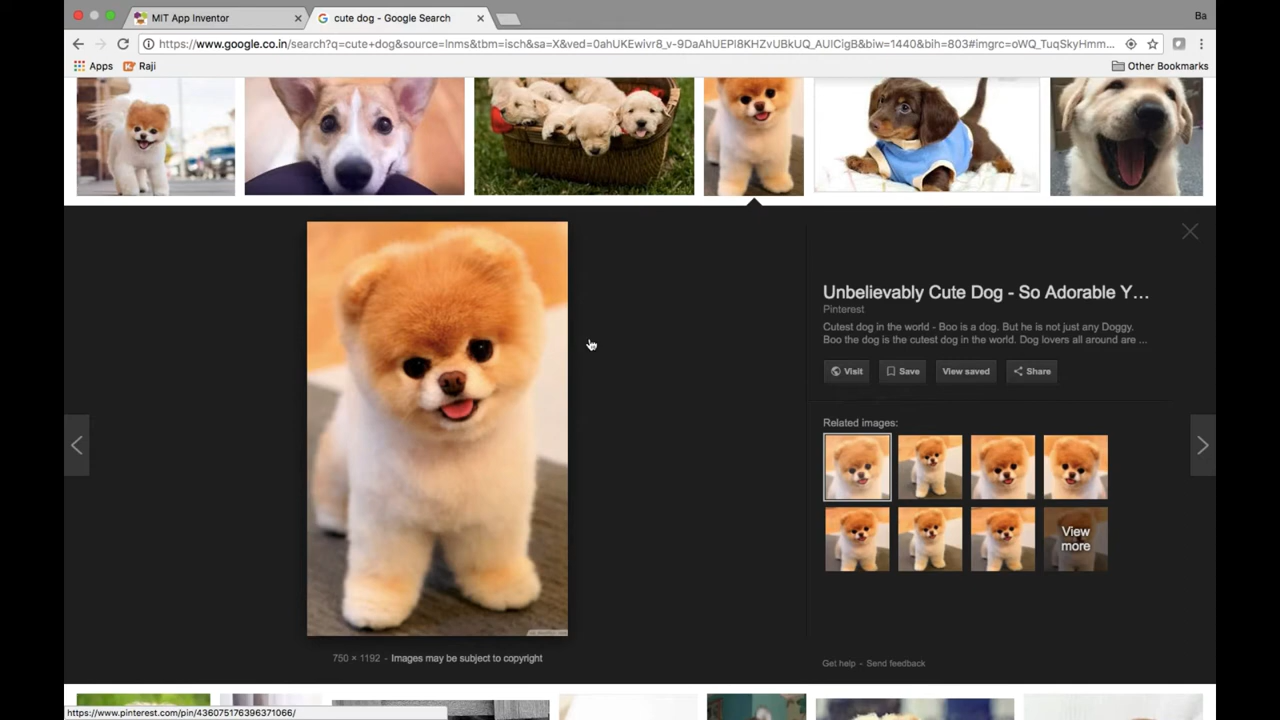 MIT App Inventor
cute dog - Google Search
Ba
https://www.google.co.in/search?q=cute+dog&source=lnms&tbm=isch&sa=X&ved=0ahUKEwivr8_v-9DaAhUEPI8KHZvUBkUQ_AUICigB&biw=1440&bih=803#imgrc=oWQ_TuqSkyHmm...
Apps
Raji
Other Bookmarks
Unbelievably Cute Dog - So Adorable Y...
Pinterest
Cutest dog in the world - Boo is a dog. But he is not just any Doggy.
Boo the dog is the cutest dog in the world. Dog lovers all around are ...
Visit
Save
View saved
Share
Related images:
View
more
750 × 1192 - Images may be subject to copyright
Get help - Send feedback
https://www.pinterest.com/pin/436075176396371066/